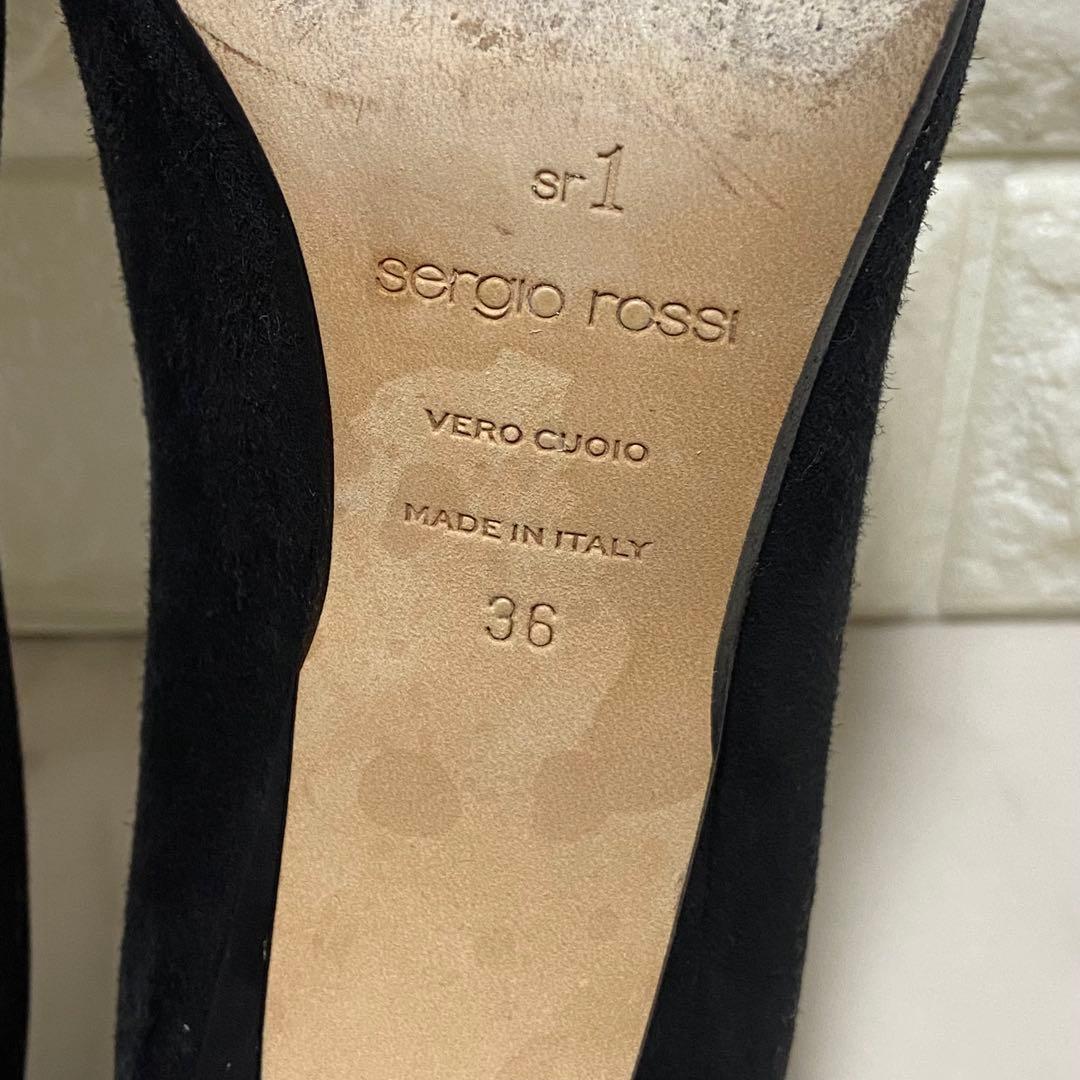 sr1
sergio rossi
VERO CUOIO
MADE IN ITALY
36